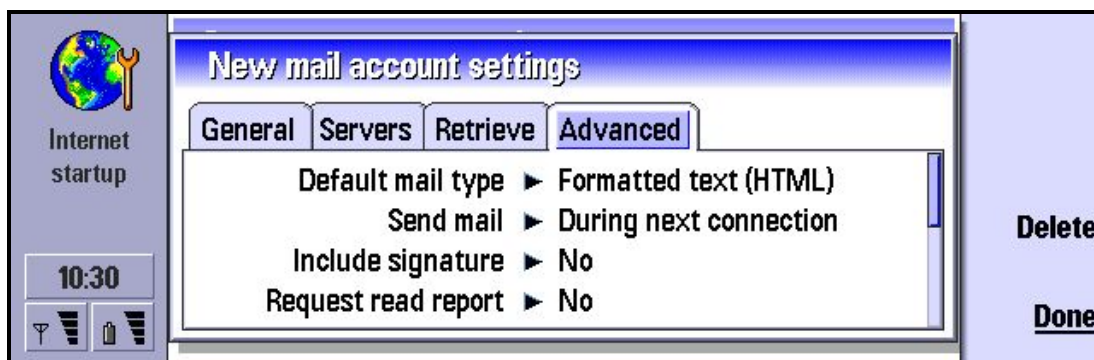 New mail account settings
General Servers Retrieve Advanced
Internet
startup
Default mail type ► Formatted text (HTML)
Send mail ► During next connection
Include signature ► No
Request read report ► No
10:30
Delete
Done